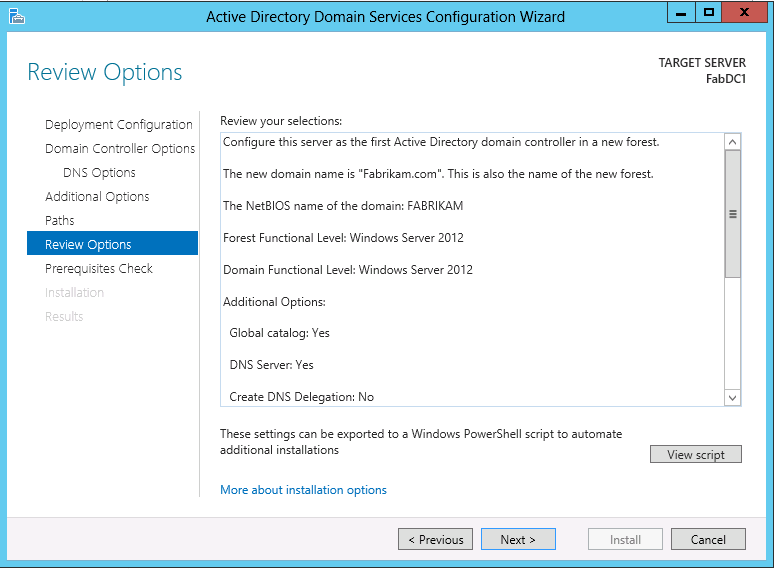 Active Directory Domain Services Configuration Wizard
Review Options
TARGET SERVER
FabDC1
Deployment Configuration
Domain Controller Options
DNS Options
Additional Options
Paths
Review Options
Prerequisites Check
Installation
Results
Review your selections:
Configure this server as the first Active Directory domain controller in a new forest.
The new domain name is "Fabrikam.com". This is also the name of the new forest.
The NetBIOS name of the domain: FABRIKAM
Forest Functional Level: Windows Server 2012
Domain Functional Level: Windows Server 2012
Additional Options:
Global catalog: Yes
DNS Server: Yes
Create DNS Delegation: No
These settings can be exported to a Windows PowerShell script to automate
additional installations
View script
More about installation options
< Previous
Next >
Install
Cancel